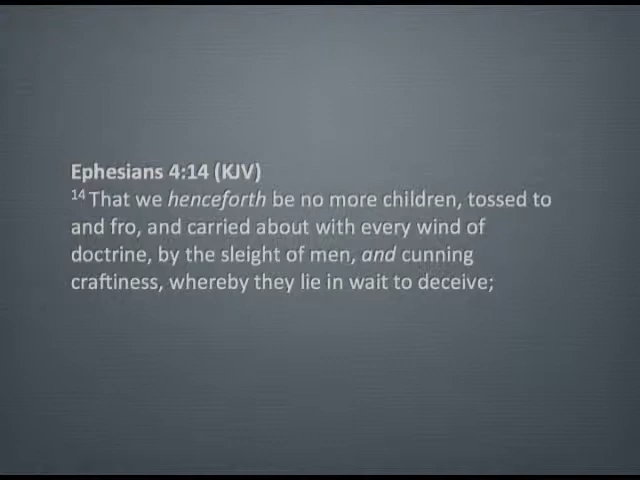 Ephesians 4:14 (KJV)
14 That we henceforth be no more children, tossed to
and fro, and carried about with every wind of
doctrine, by the sleight of men, and cunning
craftiness, whereby they lie in wait to deceive;